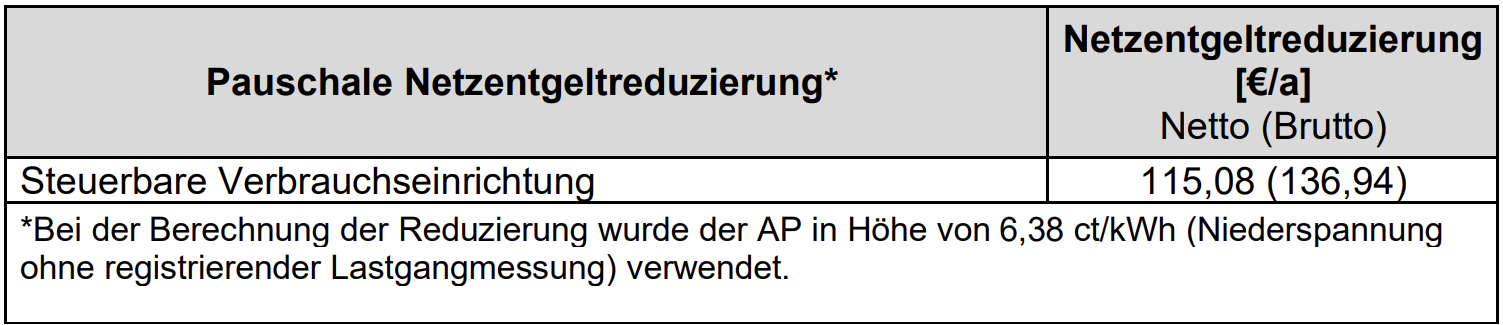 Pauschale Netzentgeltreduzierung*
Netzentgeltreduzierung
[€/a]
Netto (Brutto)
Steuerbare Verbrauchseinrichtung
115,08 (136,94)
*Bei der Berechnung der Reduzierung wurde der AP in Höhe von 6,38 ct/kWh (Niederspannung
ohne registrierender Lastgangmessung) verwendet.